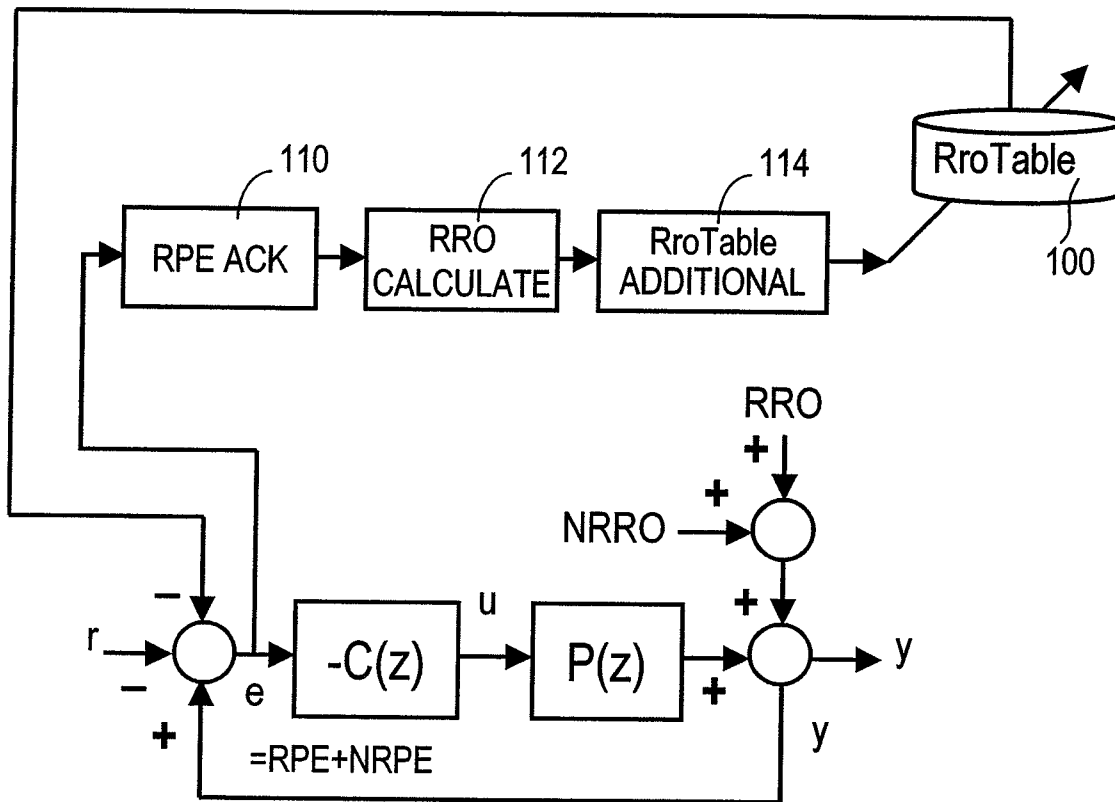 110
112
114
RroTable
100
RPE ACK
RRO
CALCULATE
RroTable
ADDITIONAL
RRO
+
+
NRRO
−
r
−
+
e
-C(z)
u
P(z)
+
+
y
y
=RPE+NRPE